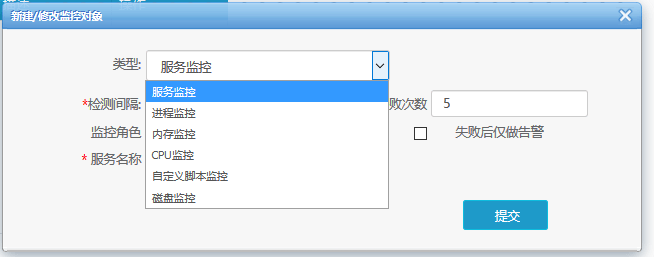 新建/修改监控对象
类型: 服务监控
服务监控
*检测间隔: 败次数 5
进程监控
监控角色 内存监控 失败后仅做告警
* 服务名称 CPU监控
自定义脚本监控
磁盘监控
提交